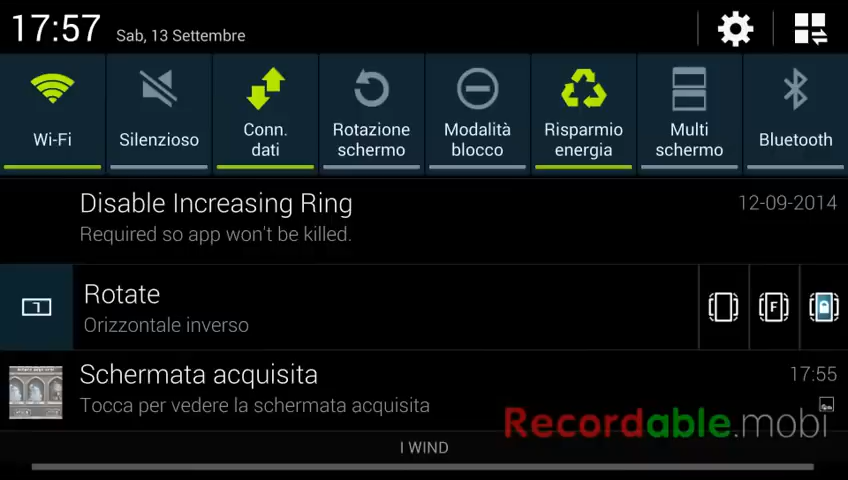 17:57 Sab, 13 Settembre
Wi-Fi
Silenzioso
Conn.
dati
Rotazione
schermo
Modalità
blocco
Risparmio
energia
Multi
schermo
Bluetooth
Disable Increasing Ring 12-09-2014
Required so app won't be killed.
Rotate
Orizzontale inverso
F
Schermata acquisita 17:55
Tocca per vedere la schermata acquisita
Recordable.mobi
I WIND